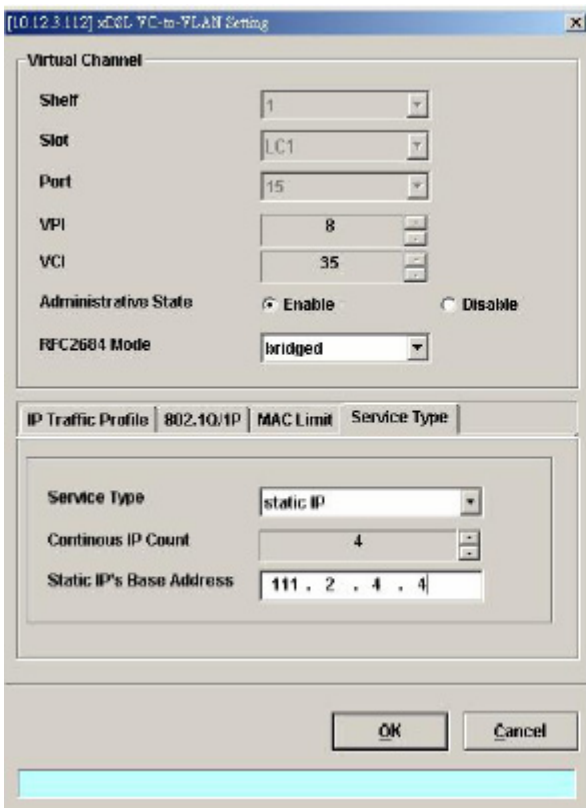 [10.12.3.112] xDSL VC-to-VLAN Setting
Virtual Channel
Shelf 1
Slot LC1
Port 15
VPI 8
VCI 35
Administrative State Enable Disable
RFC2684 Mode bridged
IP Traffic Profile 802.1Q/1P MAC Limit Service Type
Service Type static IP
Continous IP Count 4
Static IP's Base Address 111 . 2 . 4 . 4
OK Cancel